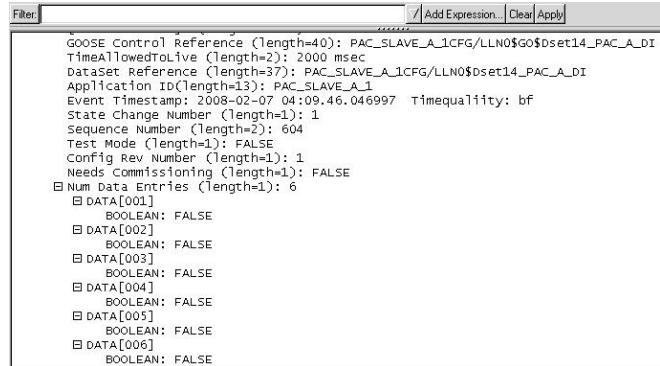 Filter:
Add Expression... Clear Apply
GOOSE Control Reference (length=40): PAC_SLAVE_A_1CFG/LLN0$GO$Dset14_PAC_A_DI
TimeAllowedToLive (length=2): 2000 msec
DataSet Reference (length=37): PAC_SLAVE_A_1CFG/LLN0$Dset14_PAC_A_DI
Application ID(length=13): PAC_SLAVE_A_1
Event Timestamp: 2008-02-07 04:09.46.046997 Timequaliity: bf
State Change Number (length=1): 1
Sequence Number (length=2): 604
Test Mode (length=1): FALSE
Config Rev Number (length=1): 1
Needs Commissioning (length=1): FALSE
Num Data Entries (length=1): 6
DATA[001]
BOOLEAN: FALSE
DATA[002]
BOOLEAN: FALSE
DATA[003]
BOOLEAN: FALSE
DATA[004]
BOOLEAN: FALSE
DATA[005]
BOOLEAN: FALSE
DATA[006]
BOOLEAN: FALSE